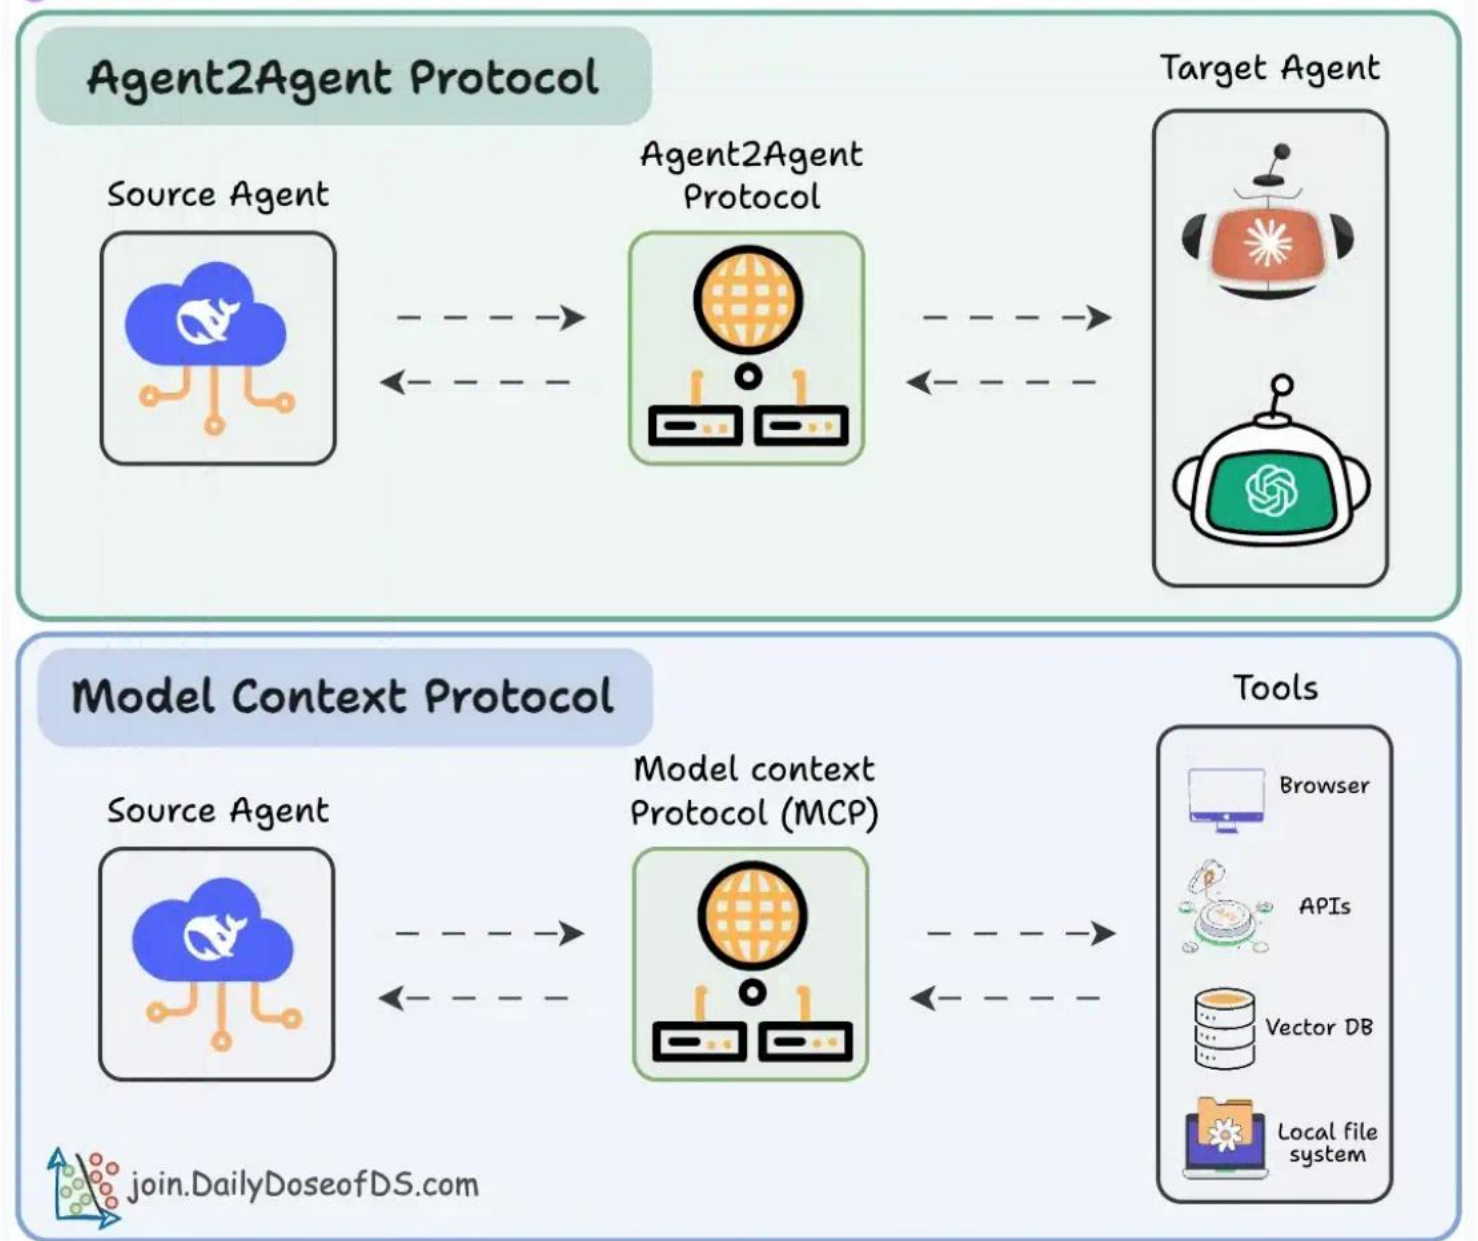 Agent2Agent Protocol
Target Agent
Agent2Agent
Protocol
Source Agent
Model Context Protocol
Tools
Model context
Protocol (MCP)
Source Agent
Browser
APIs
Vector DB
Local file
system
join.DailyDoseofDS.com